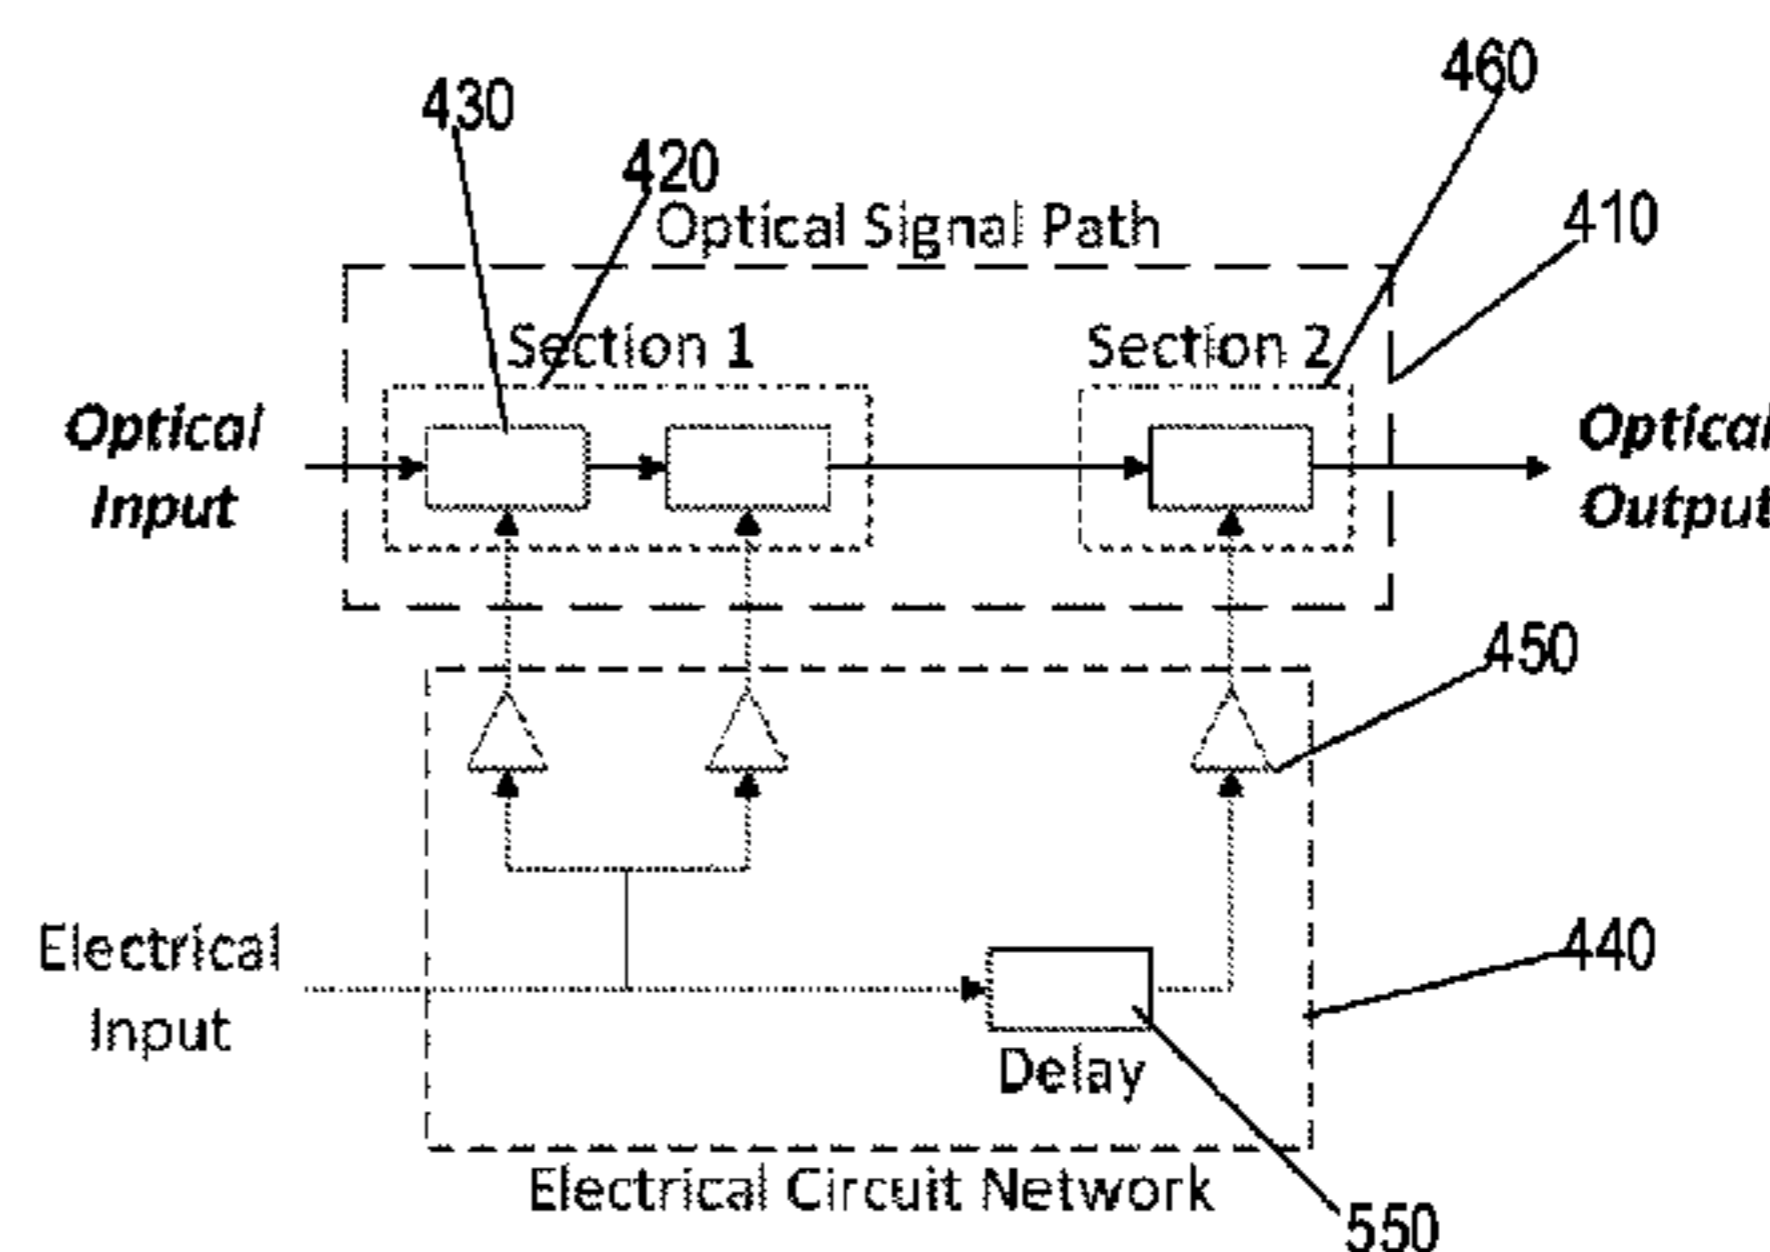 460
430
420
Optical Signal Path
410
Section 1
Section 2
Optical
Input
Optical
Output
450
Electrical
Input
440
Delay
Electrical Circuit Network
550